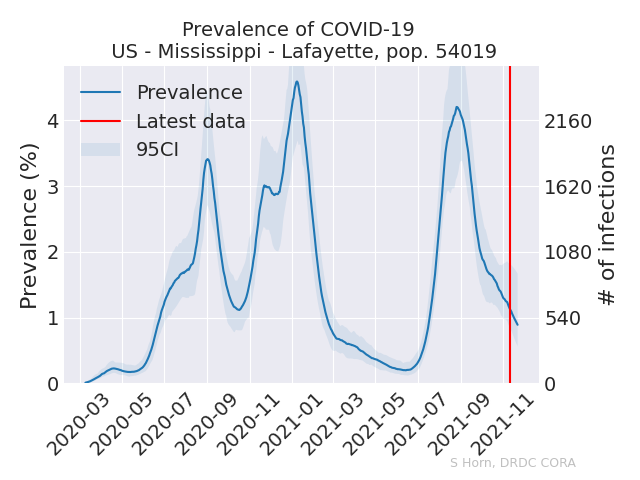 Prevalence of COVID-19
US - Mississippi - Lafayette, pop. 54019
Prevalence
Latest data
95CI
Prevalence (%)
4
3
2
1
0
2160
1620
1080
540
0
# of infections
2020-03
2020-05
2020-07
2020-09
2020-11
2021-01
2021-03
2021-05
2021-07
2021-09
2021-11
S Horn, DRDC CORA